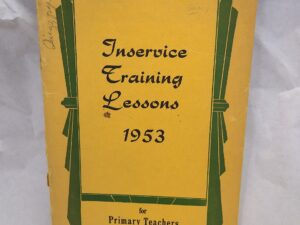 Inservice
Training
Lessons
1953
for
Primary Teachers